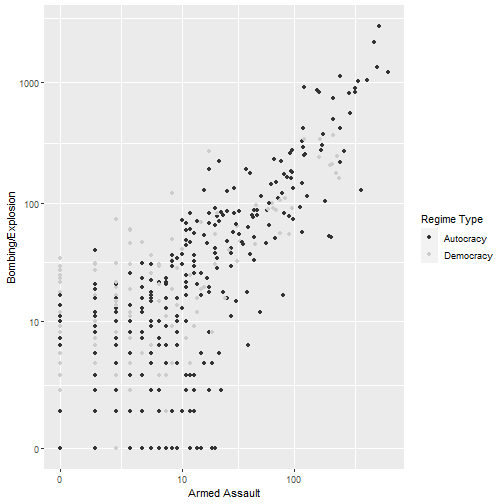 1000
100
10
0
Bombing/Explosion
0
10
100
Armed Assault
Regime Type
Autocracy
Democracy